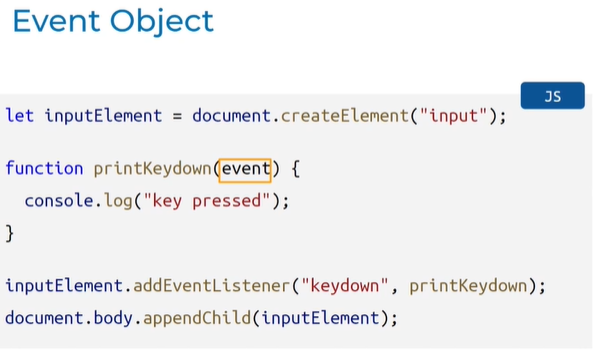 Event Object
JS
let inputElement = document.createElement("input");
function printKeydown(event) {
  console.log("key pressed");
}
inputElement.addEventListener("keydown", printKeydown);
document.body.appendChild(inputElement);